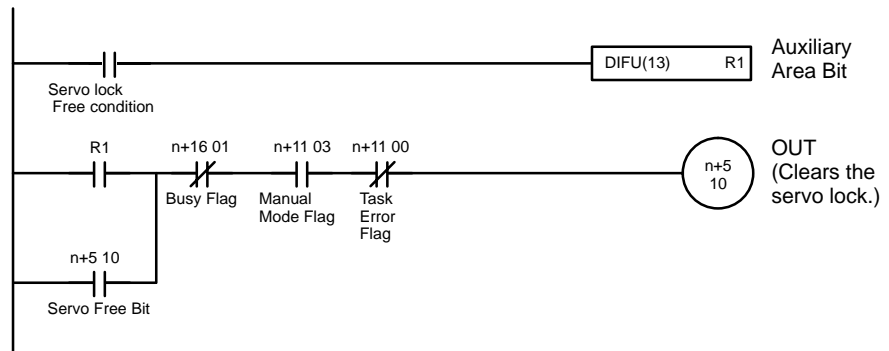 DIFU(13) R1
Auxiliary
Area Bit
Servo lock
Free condition
R1
n+16 01
n+11 03
n+11 00
Busy Flag
Manual
Mode Flag
Task
Error
Flag
n+5
10
OUT
(Clears the
servo lock.)
n+5 10
Servo Free Bit